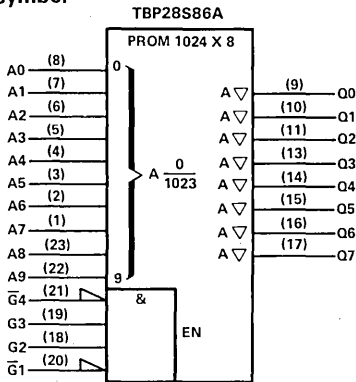 symbol
TBP28S86A
PROM 1024 X 8
A0 (8) 0 A ▽ (9) Q0
A1 (7) A ▽ (10) Q1
A2 (6) A ▽ (11) Q2
A3 (5) A ▽ (13) Q3
A4 (4) A 0/1023 A ▽ (14) Q4
A5 (3) A ▽ (15) Q5
A6 (2) A ▽ (16) Q6
A7 (1) A ▽ (17) Q7
A8 (23)
A9 (22) 9
G̅4 (21) &
G3 (19) EN
G2 (18)
G̅1 (20)